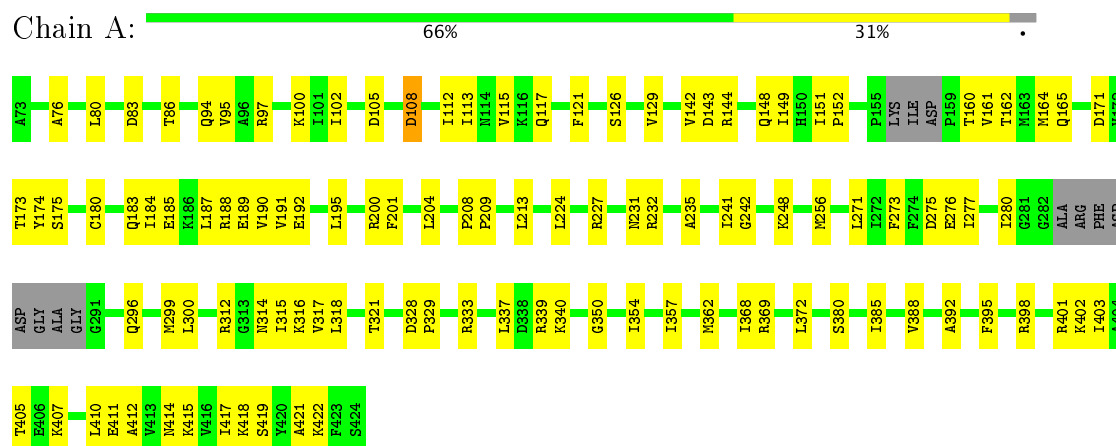 Chain A:
66% 31% •
A73 A76 L80 D83 T86 Q94 V95 A96 R97 K100 I101 I102 D105 D108 I112 I113 N114 V115 K116 Q117 F121 S126 V129 V142 D143 R144 Q148 I149 H150 I151 P152 P155 LYS ILE ASP P159 T160 V161 T162 M163 M164 Q165 D171
T173 Y174 S175 C180 Q183 I184 E185 K186 L187 R188 E189 V190 V191 E192 L195 R200 F201 L204 P208 P209 L213 L224 R227 N231 R232 A235 I241 G242 K248 M256 L271 I272 F273 F274 D275 E276 I277 I280 G281 G282 ALA ARG PHE
ASP GLY ALA GLY G291 Q296 M299 L300 R312 G313 N314 I315 K316 V317 L318 T321 D328 P329 R333 L337 D338 R339 K340 G350 I354 I357 M362 I368 R369 L372 S380 I385 V388 A392 F395 R398 R401 K402 I403
T405 E406 K407 L410 E411 A412 V413 N414 K415 V416 I417 K418 S419 Y420 A421 K422 F423 S424